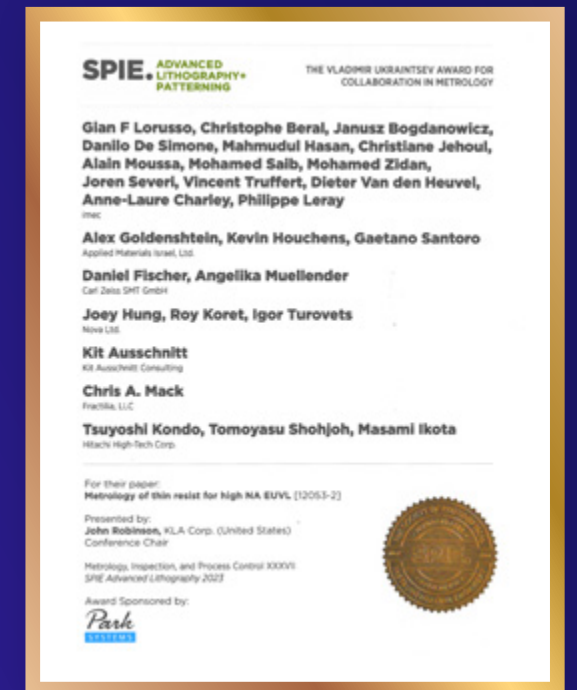 SPIE. ADVANCED
LITHOGRAPHY+
PATTERNING
THE VLADIMIR UKRAINTSEV AWARD FOR
COLLABORATION IN METROLOGY
Gian F Lorusso, Christophe Beral, Janusz Bogdanowicz,
Danilo De Simone, Mahmudul Hasan, Christiane Jehoul,
Alain Moussa, Mohamed Saib, Mohamed Zidan,
Joren Severi, Vincent Truffert, Dieter Van den Heuvel,
Anne-Laure Charley, Philippe Leray
imec
Alex Goldenshtein, Kevin Houchens, Gaetano Santoro
Applied Materials Israel, Ltd.
Daniel Fischer, Angelika Muellender
Carl Zeiss SMT GmbH
Joey Hung, Roy Koret, Igor Turovets
Nova Ltd.
Kit Ausschnitt
Kit Ausschnitt Consulting
Chris A. Mack
Fractilia, LLC
Tsuyoshi Kondo, Tomoyasu Shohjoh, Masami Ikota
Hitachi High-Tech Corp.
For their paper:
Metrology of thin resist for high NA EUVL [12053-2]
Presented by:
John Robinson, KLA Corp. (United States)
Conference Chair
Metrology, Inspection, and Process Control XXXVII
SPIE Advanced Lithography 2023
Award Sponsored by:
Park
SYSTEMS
SPIE